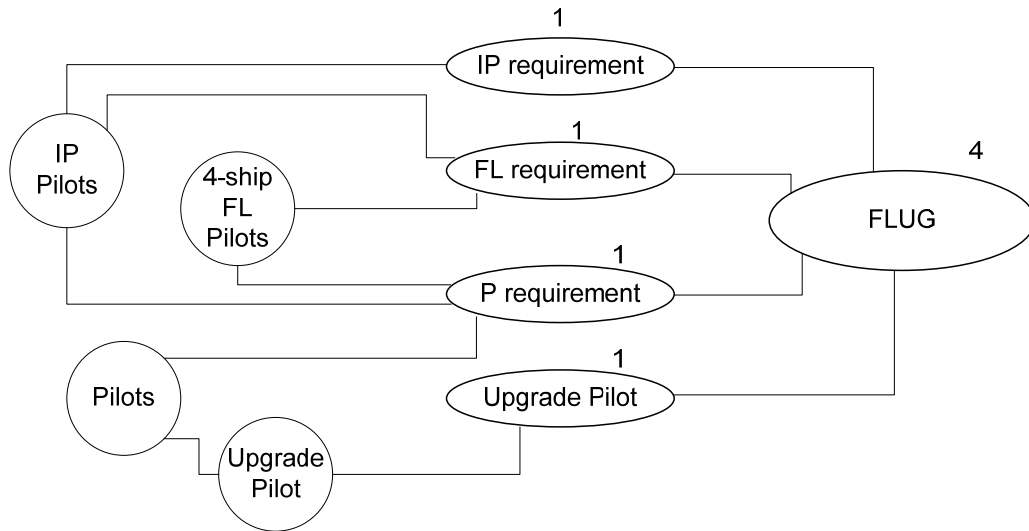 1
IP requirement
1
FL requirement
IP
Pilots
4-ship
FL
Pilots
4
FLUG
1
P requirement
1
Upgrade Pilot
Pilots
Upgrade
Pilot